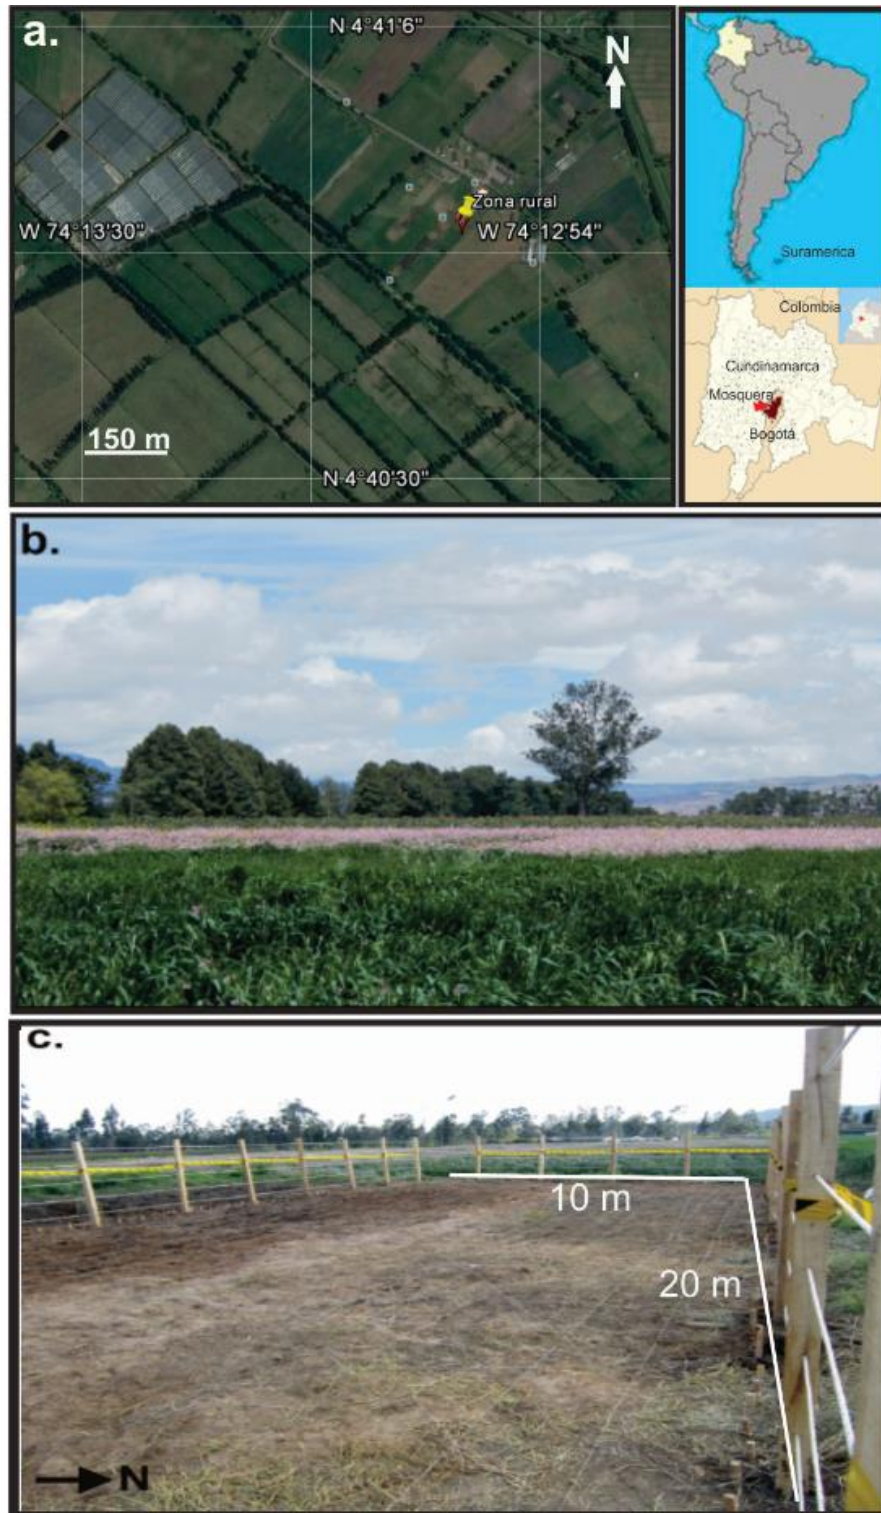 a.
N 4°41'6"
N
Zona rural
W 74°13'30"
W 74°12'54"
150 m
N 4°40'30"
Suramerica
Colombia
Cundinamarca
Mosquera
Bogotá
b.
c.
10 m
20 m
N